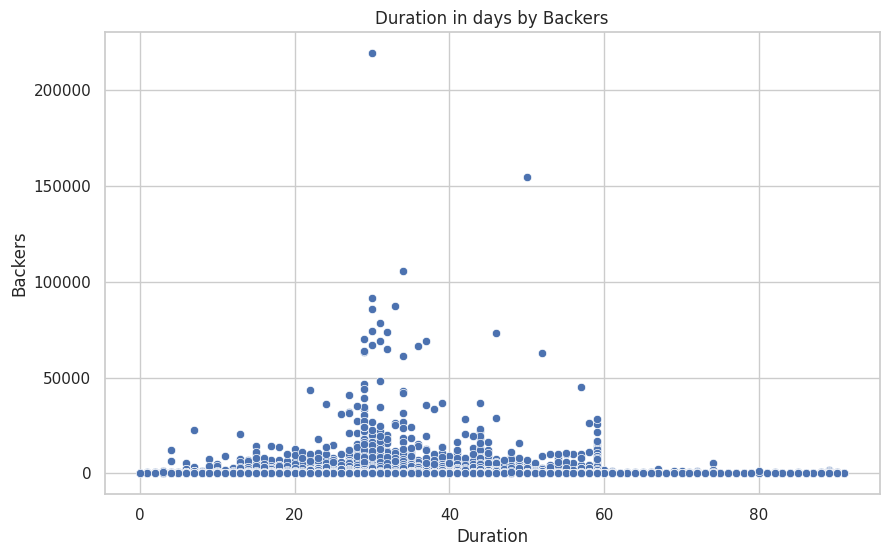 Duration in days by Backers
200000
150000
100000
50000
0
Backers
0 20 40 60 80
Duration